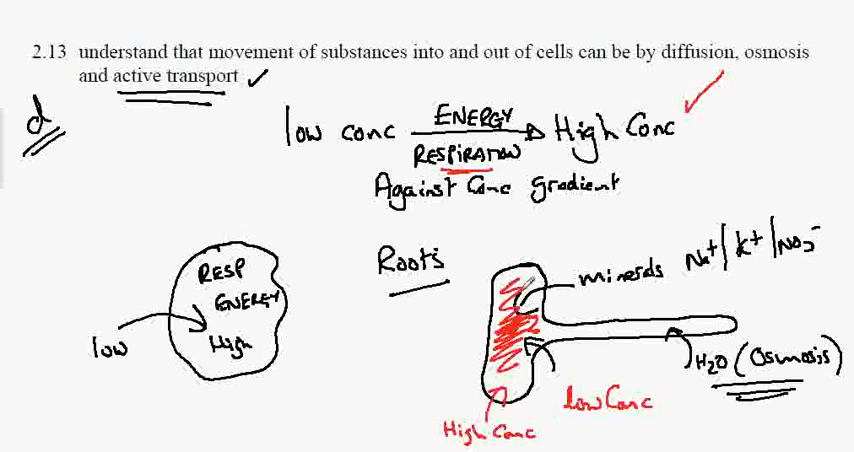 2.13 understand that movement of substances into and out of cells can be by diffusion, osmosis
and active transport
d
low conc ENERGY High Conc
RESPIRATION
Against Conc gradient
Roots
minerals Na+/K+/NO3-
RESP
ENERGY
High
low
H2O (Osmosis)
low Conc
High Conc